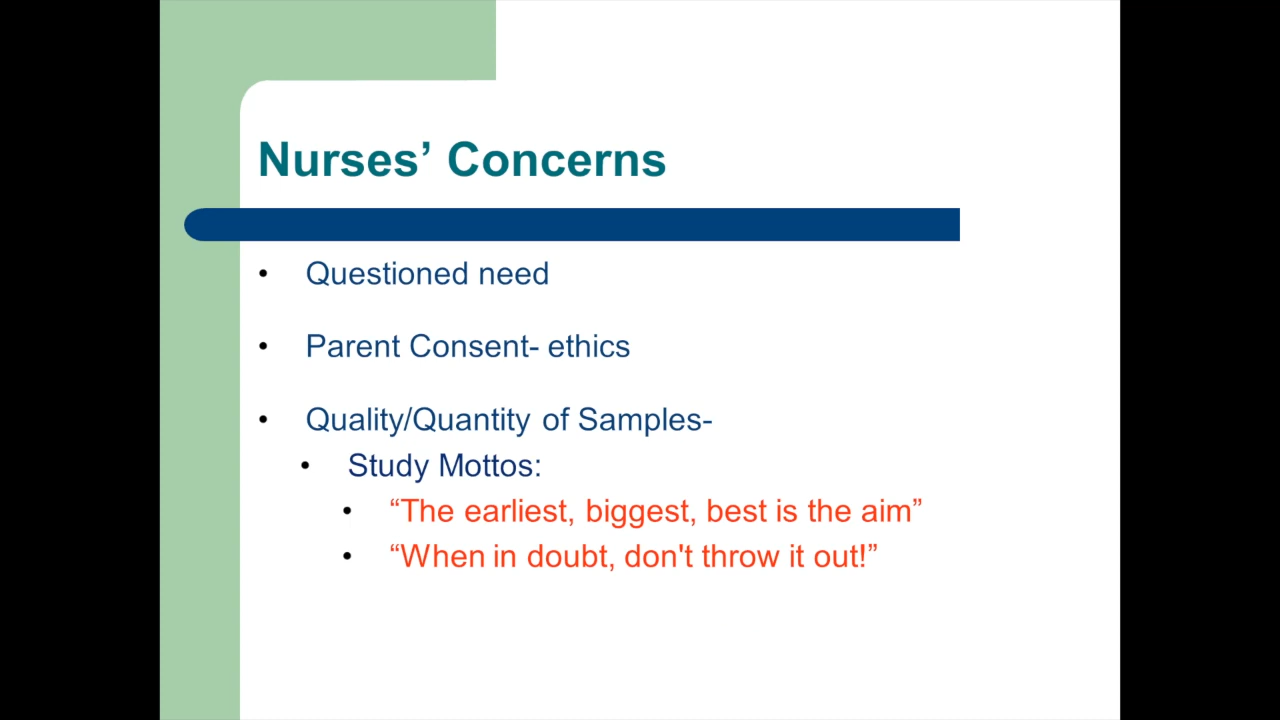 Nurses’ Concerns
• Questioned need
• Parent Consent- ethics
• Quality/Quantity of Samples-
• Study Mottos:
• “The earliest, biggest, best is the aim”
• “When in doubt, don't throw it out!”